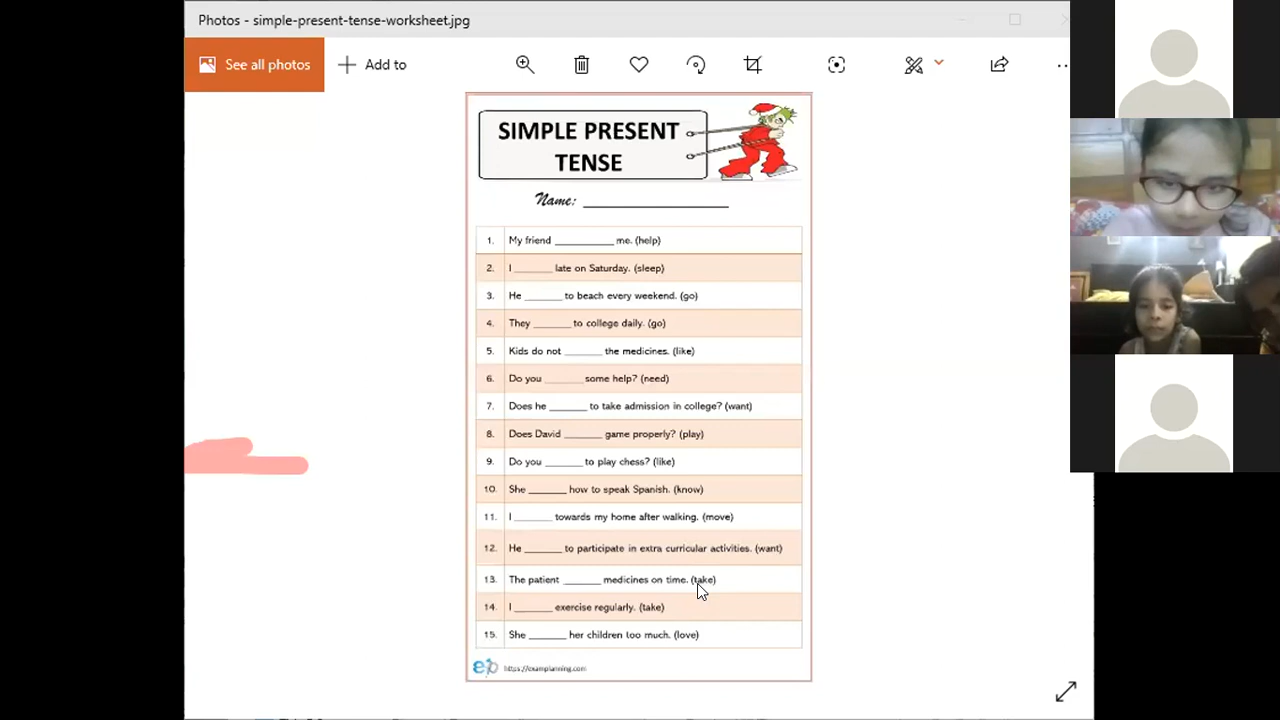 Photos - simple-present-tense-worksheet.jpg
See all photos
Add to
SIMPLE PRESENT
TENSE
Name: ______________
1. My friend __________ me. (help)
2. I _______ late on Saturday. (sleep)
3. He _______ to beach every weekend. (go)
4. They _______ to college daily. (go)
5. Kids do not _______ the medicines. (like)
6. Do you _______ some help? (need)
7. Does he _______ to take admission in college? (want)
8. Does David _______ game properly? (play)
9. Do you _______ to play chess? (like)
10. She _______ how to speak Spanish. (know)
11. I _______ towards my home after walking. (move)
12. He _______ to participate in extra curricular activities. (want)
13. The patient _______ medicines on time. (take)
14. I _______ exercise regularly. (take)
15. She _______ her children too much. (love)
ep https://examplanning.com